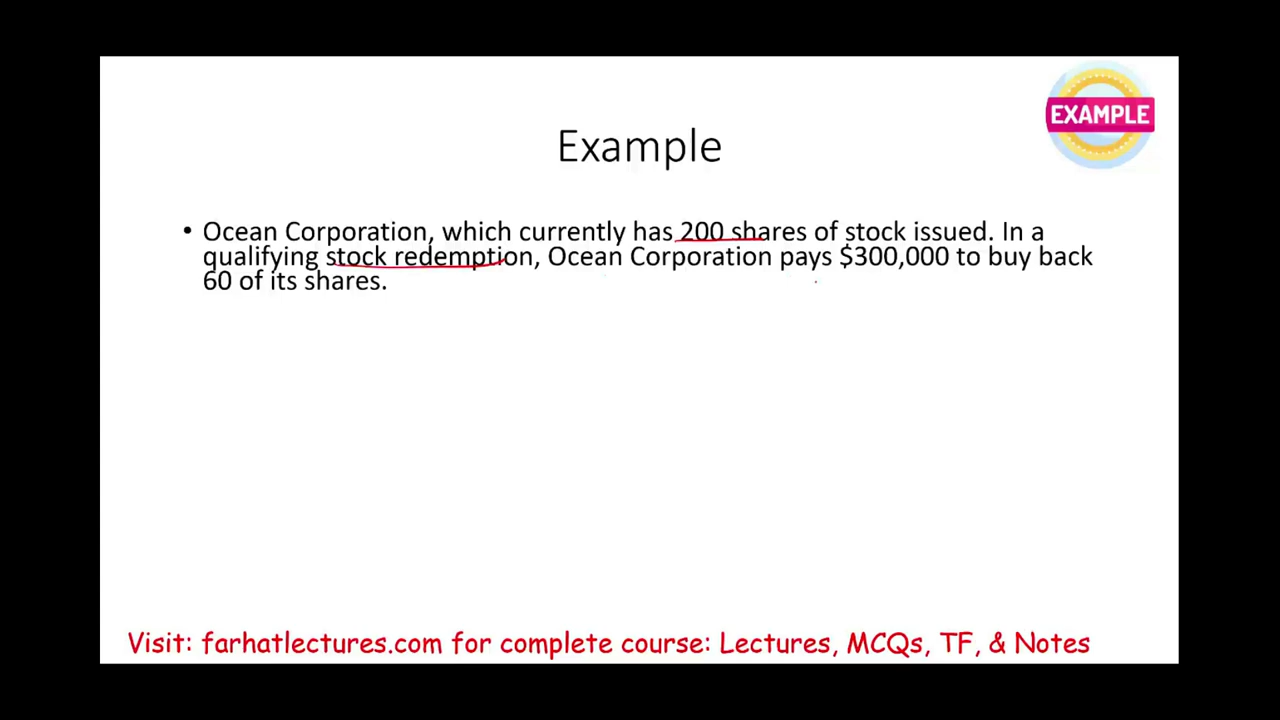 EXAMPLE
Example
• Ocean Corporation, which currently has 200 shares of stock issued. In a
qualifying stock redemption, Ocean Corporation pays $300,000 to buy back
60 of its shares.
Visit: farhatlectures.com for complete course: Lectures, MCQs, TF, & Notes